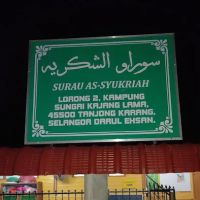 سوراو الشكرية
SURAU AS-SYUKRIAH
LORONG 2, KAMPUNG
SUNGAI KAJANG LAMA,
45500 TANJONG KARANG,
SELANGOR DARUL EHSAN.